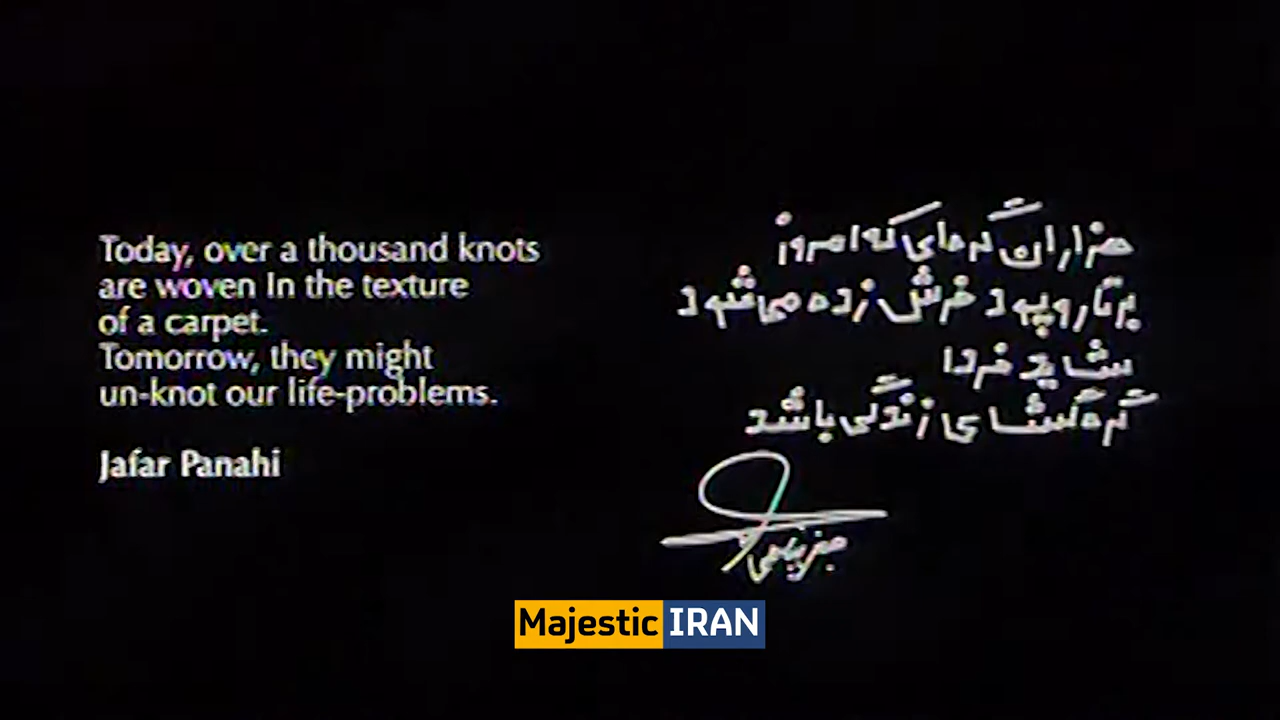 Today, over a thousand knots
are woven In the texture
of a carpet.
Tomorrow, they might
un-knot our life-problems.
Jafar Panahi
هزاران گره‌ای که امروز
بر تار و پود فرش زده می‌شود
شاید فردا
گره‌گشای زندگی باشد
جعفر پناهی
Majestic IRAN